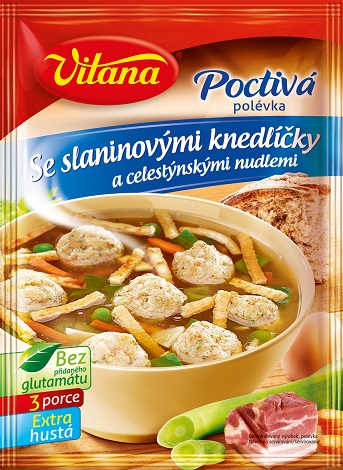 Vitana
Poctivá
polévka
Se slaninovými knedlíčky
a celestýnskými nudlemi
Bez
přidaného
glutamátu
3 porce
Extra
hustá